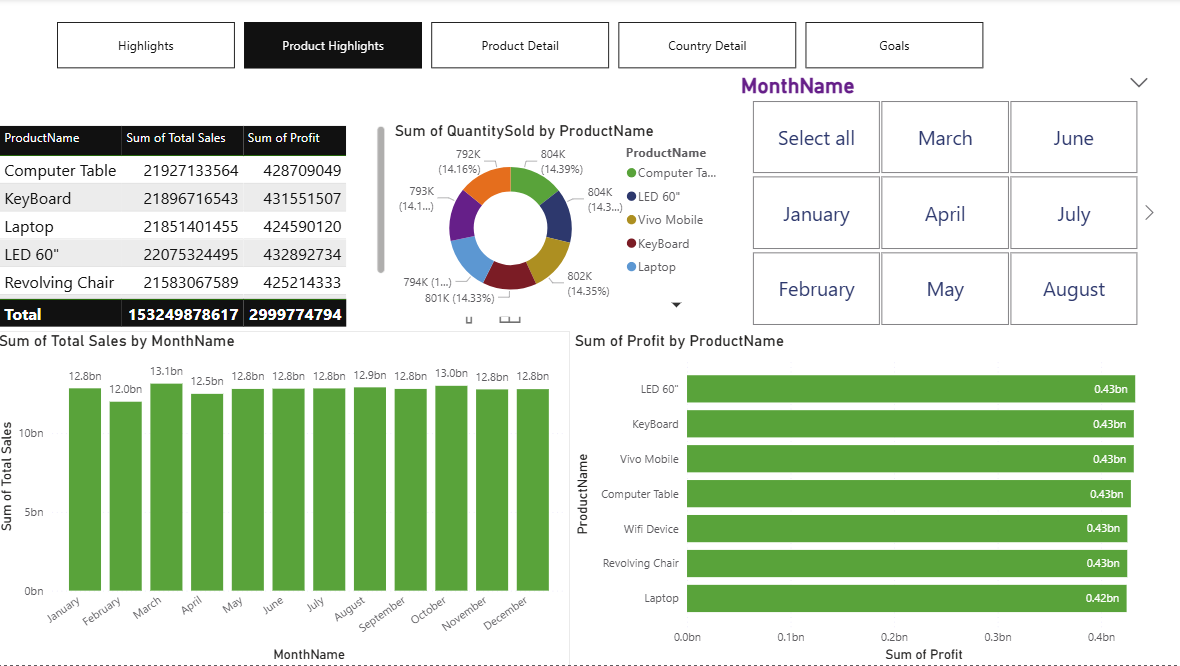 Highlights
Product Highlights
Product Detail
Country Detail
Goals
MonthName
Select all
March
June
January
April
July
February
May
August
ProductName Sum of Total Sales Sum of Profit
Computer Table 21927133564 428709049
KeyBoard 21896716543 431551507
Laptop 21851401455 424590120
LED 60" 22075324495 432892734
Revolving Chair 21583067589 425214333
Total 153249878617 2999774794
Sum of QuantitySold by ProductName
792K
(14.16%)
804K
(14.39%)
793K
(14.1...)
804K
(14.3...)
794K (1...)
802K
(14.35%)
801K (14.33%)
ProductName
Computer Ta...
LED 60"
Vivo Mobile
KeyBoard
Laptop
Sum of Total Sales by MonthName
12.8bn 12.0bn 13.1bn 12.5bn 12.8bn 12.8bn 12.8bn 12.9bn 12.8bn 13.0bn 12.8bn 12.8bn
Sum of Total Sales
10bn
5bn
0bn
January February March April May June July August September October November December
MonthName
Sum of Profit by ProductName
ProductName
LED 60" 0.43bn
KeyBoard 0.43bn
Vivo Mobile 0.43bn
Computer Table 0.43bn
Wifi Device 0.43bn
Revolving Chair 0.43bn
Laptop 0.42bn
0.0bn 0.1bn 0.2bn 0.3bn 0.4bn
Sum of Profit